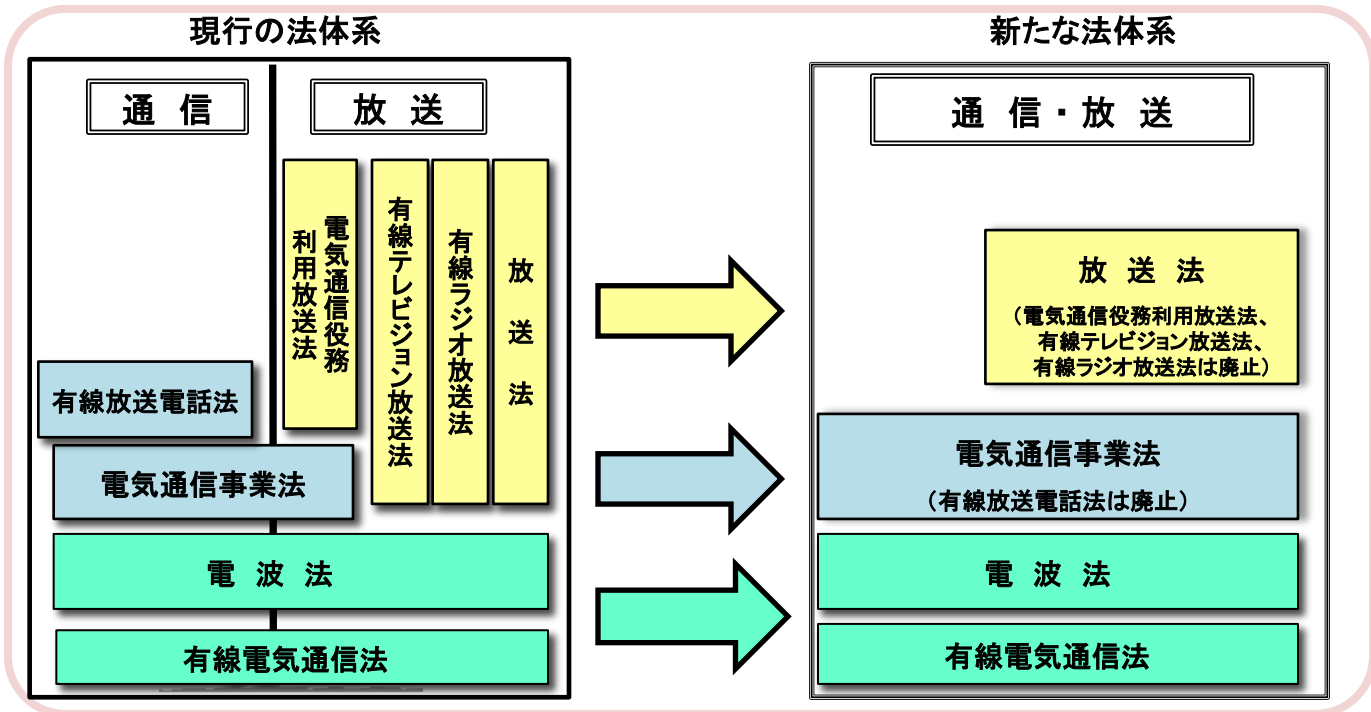 現行の法体系
通 信
放 送
電気通信役務
利用放送法
有線テレビジョン放送法
有線ラジオ放送法
放 送 法
有線放送電話法
電気通信事業法
電 波 法
有線電気通信法
新たな法体系
通 信・放 送
放 送 法
（電気通信役務利用放送法、
有線テレビジョン放送法、
有線ラジオ放送法は廃止）
電気通信事業法
（有線放送電話法は廃止）
電 波 法
有線電気通信法